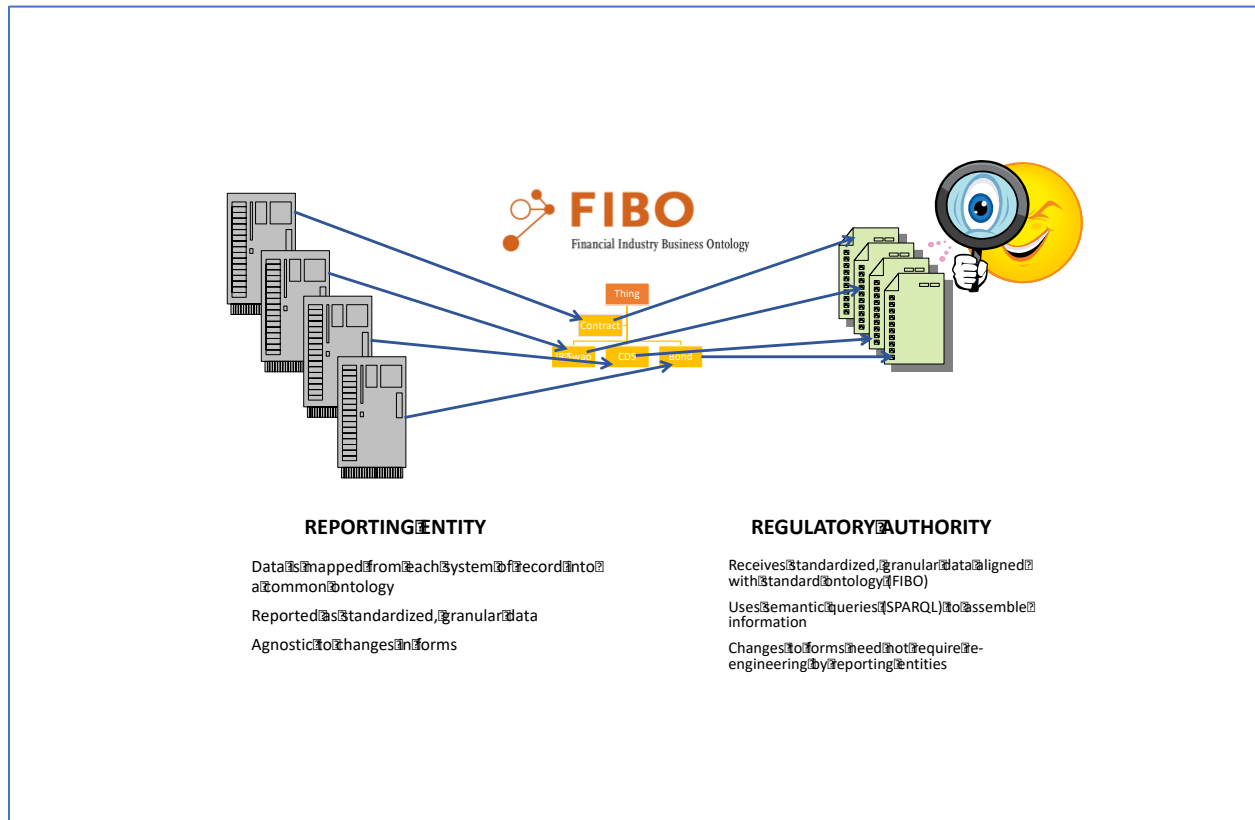 FIBO
Financial Industry Business Ontology
Thing
Contract
IR Swap
CDS
Bond
REPORTING ENTITY
Data is mapped from each system of record into
a common ontology
Reported as standardized, granular data
Agnostic to changes in forms
REGULATORY AUTHORITY
Receives standardized, granular data aligned
with standard ontology (FIBO)
Uses semantic queries (SPARQL) to assemble
information
Changes to forms need not require re-
engineering by reporting entities